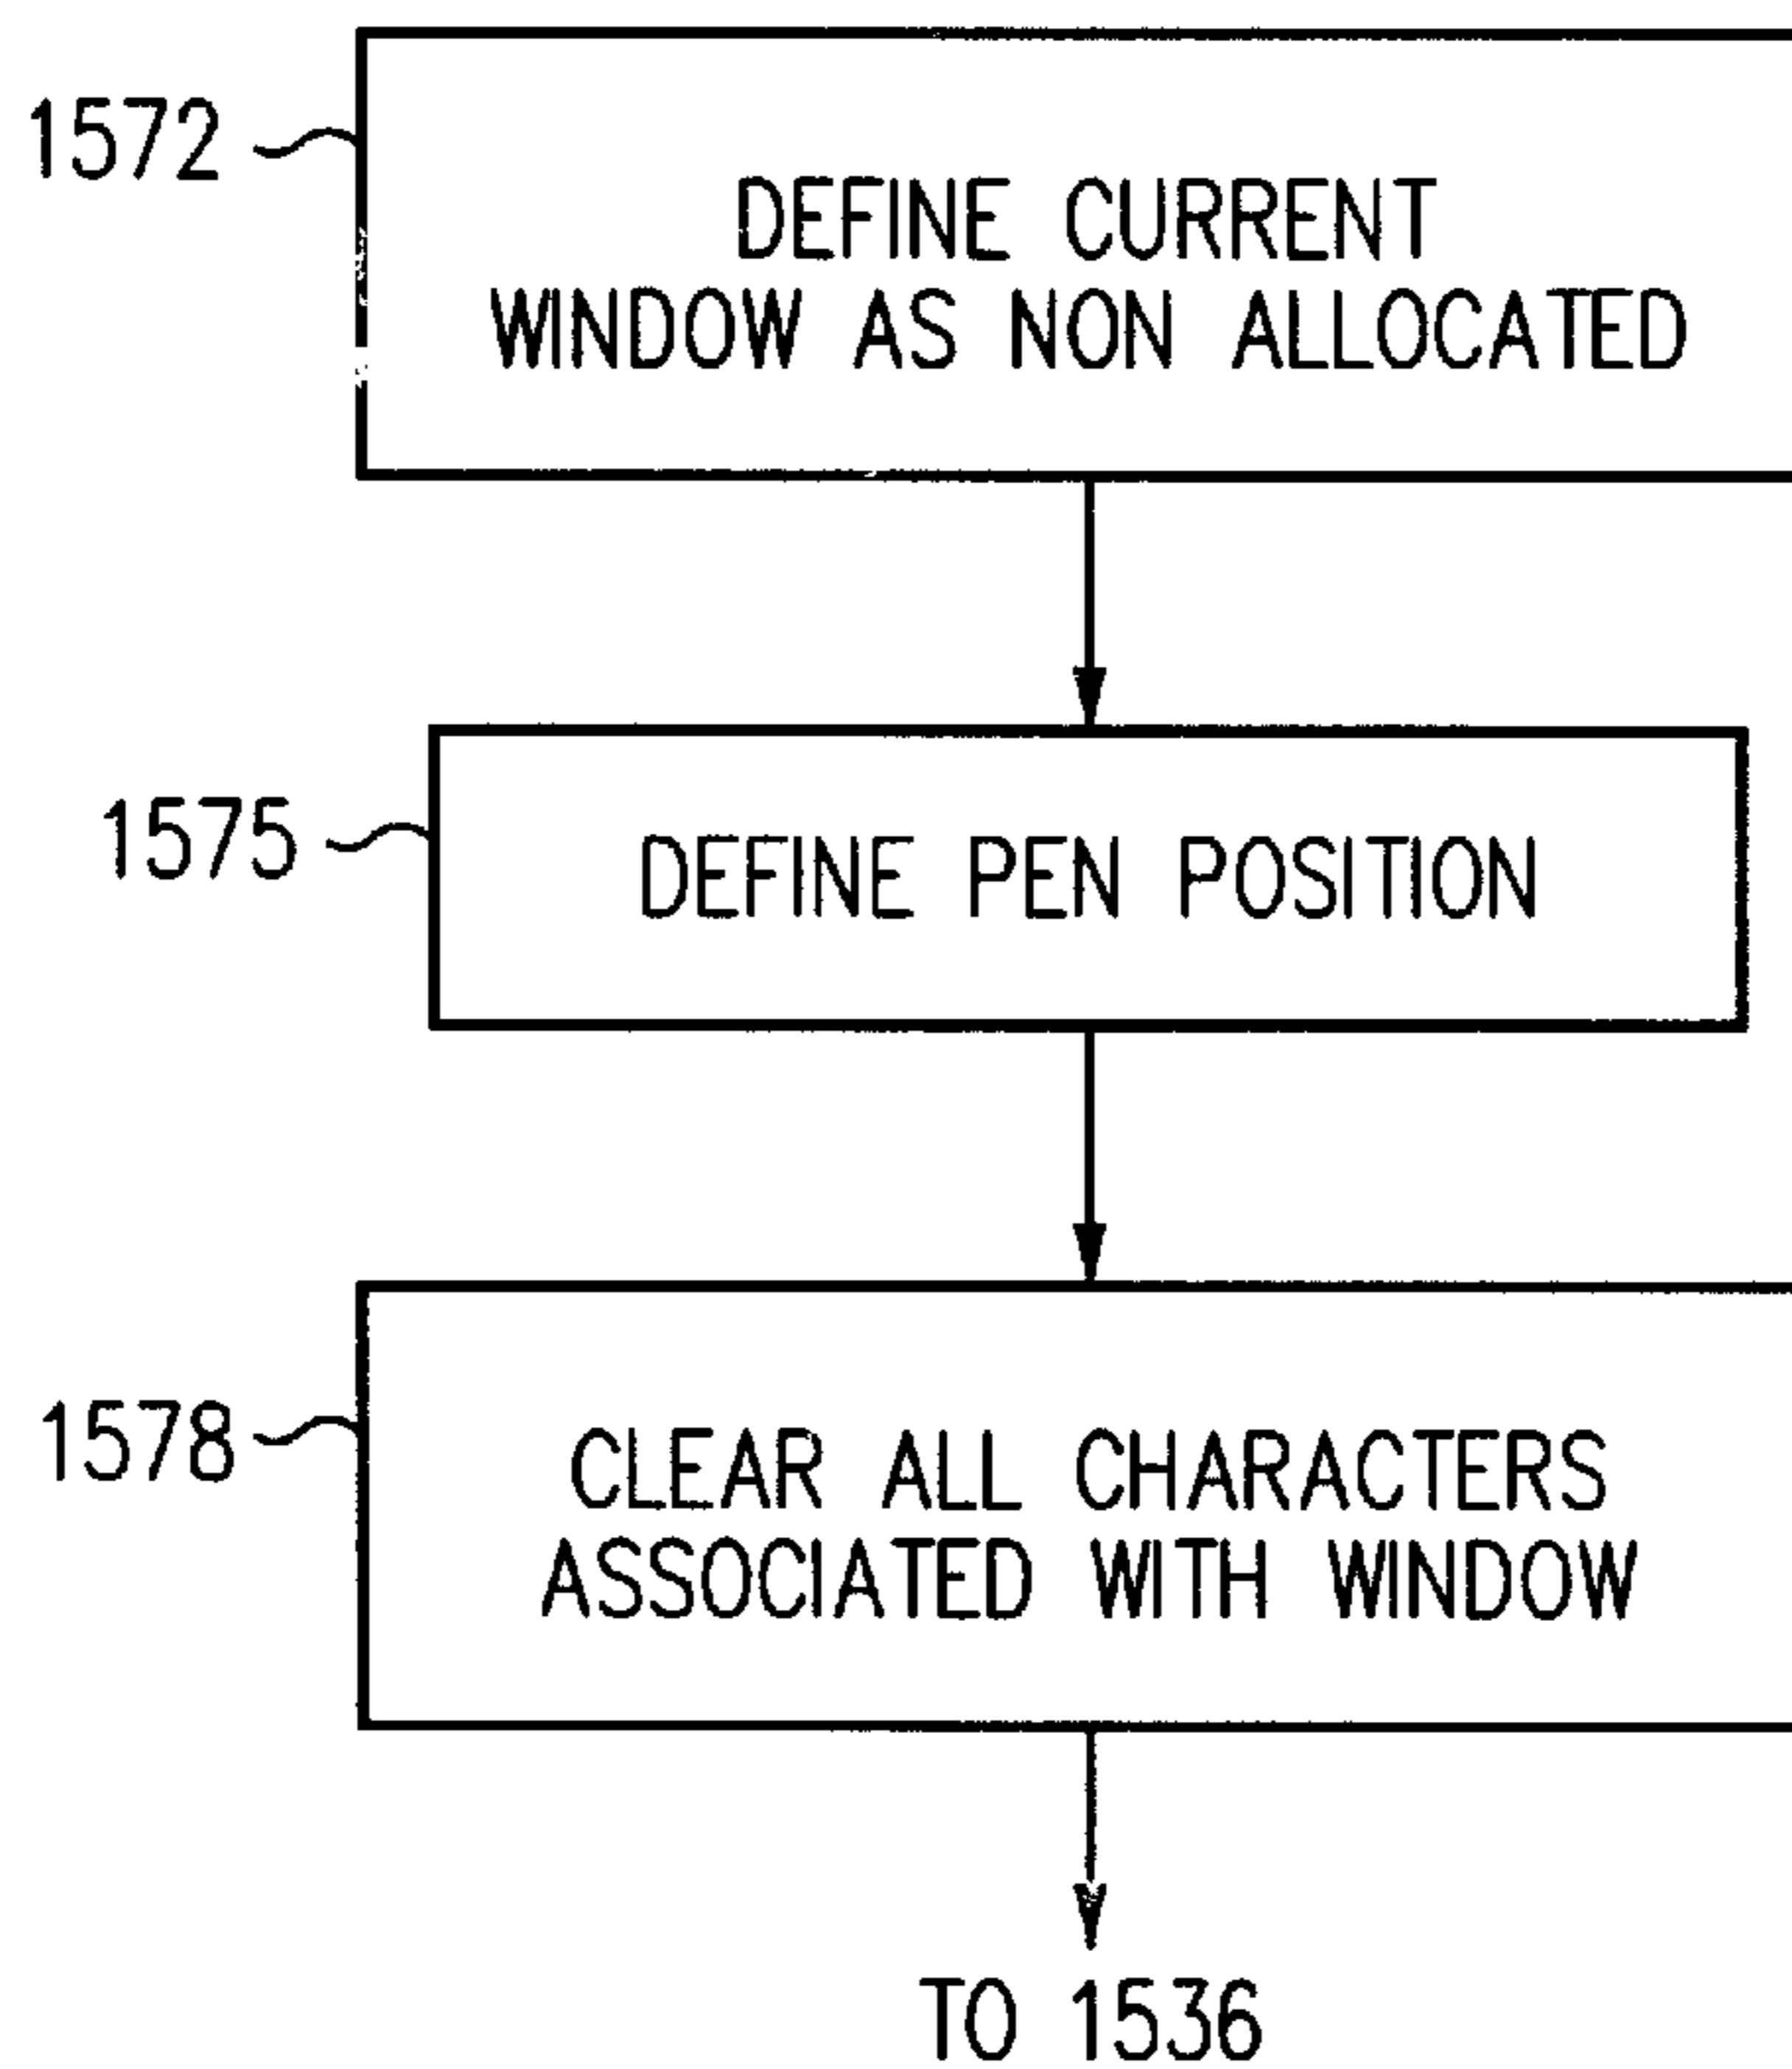 1572
DEFINE CURRENT
WINDOW AS NON ALLOCATED
1575
DEFINE PEN POSITION
1578
CLEAR ALL CHARACTERS
ASSOCIATED WITH WINDOW
TO 1536